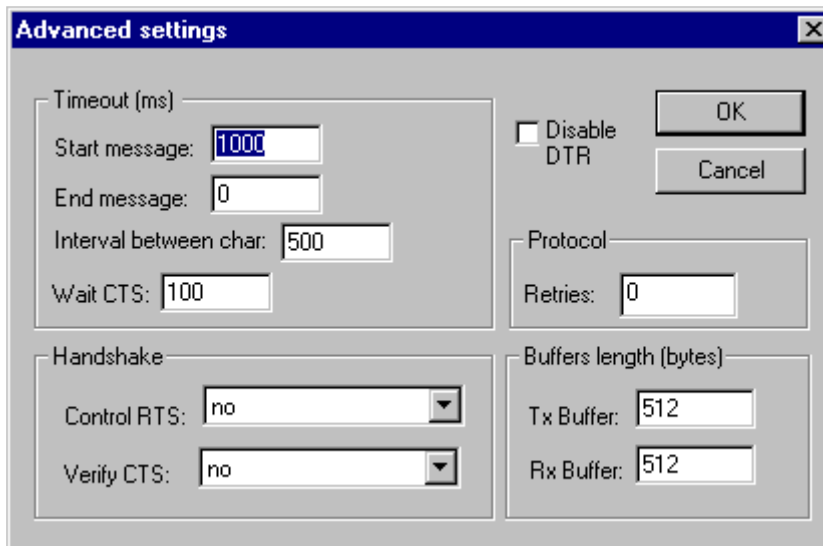 Advanced settings
Timeout (ms)
Start message: 1000
End message: 0
Interval between char: 500
Wait CTS: 100
Disable
DTR
OK
Cancel
Protocol
Retries: 0
Handshake
Control RTS: no
Verify CTS: no
Buffers length (bytes)
Tx Buffer: 512
Rx Buffer: 512